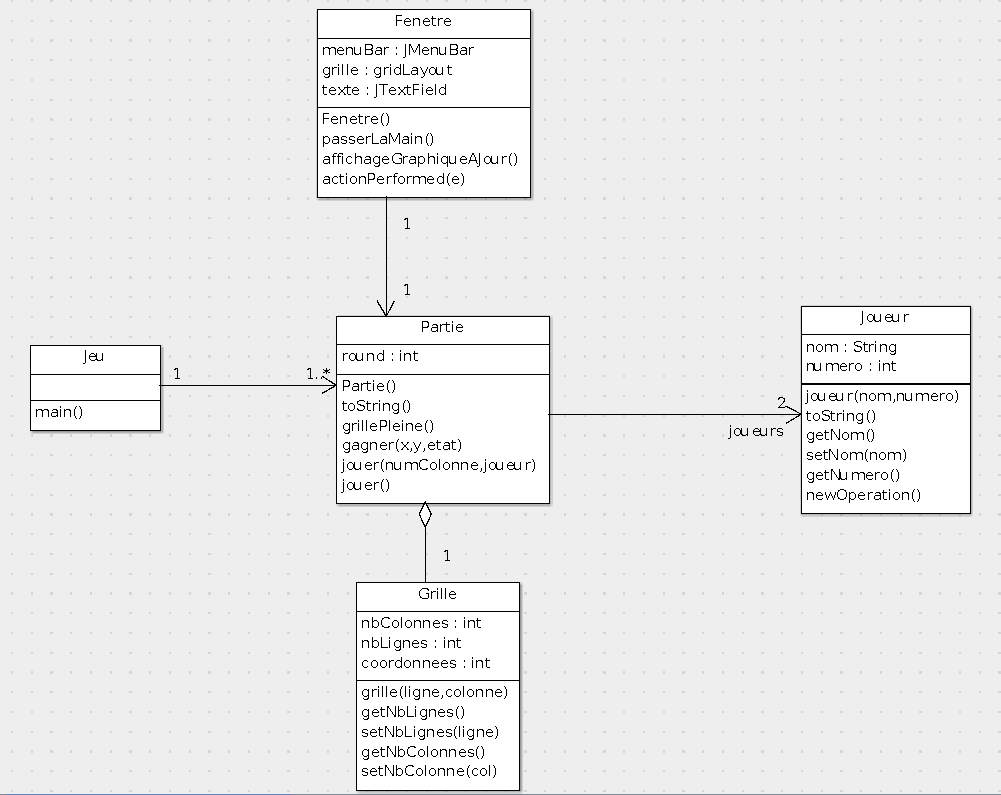 Fenetre
menuBar : JMenuBar
grille : gridLayout
texte : JTextField
Fenetre()
passerLaMain()
affichageGraphiqueAJour()
actionPerformed(e)
1
1
Jeu
main()
1
1..*
Partie
round : int
Partie()
toString()
grillePleine()
gagner(x,y,etat)
jouer(numColonne,joueur)
jouer()
2
joueurs
Joueur
nom : String
numero : int
joueur(nom,numero)
toString()
getNom()
setNom(nom)
getNumero()
newOperation()
1
Grille
nbColonnes : int
nbLignes : int
coordonnees : int
grille(ligne,colonne)
getNbLignes()
setNbLignes(ligne)
getNbColonnes()
setNbColonne(col)